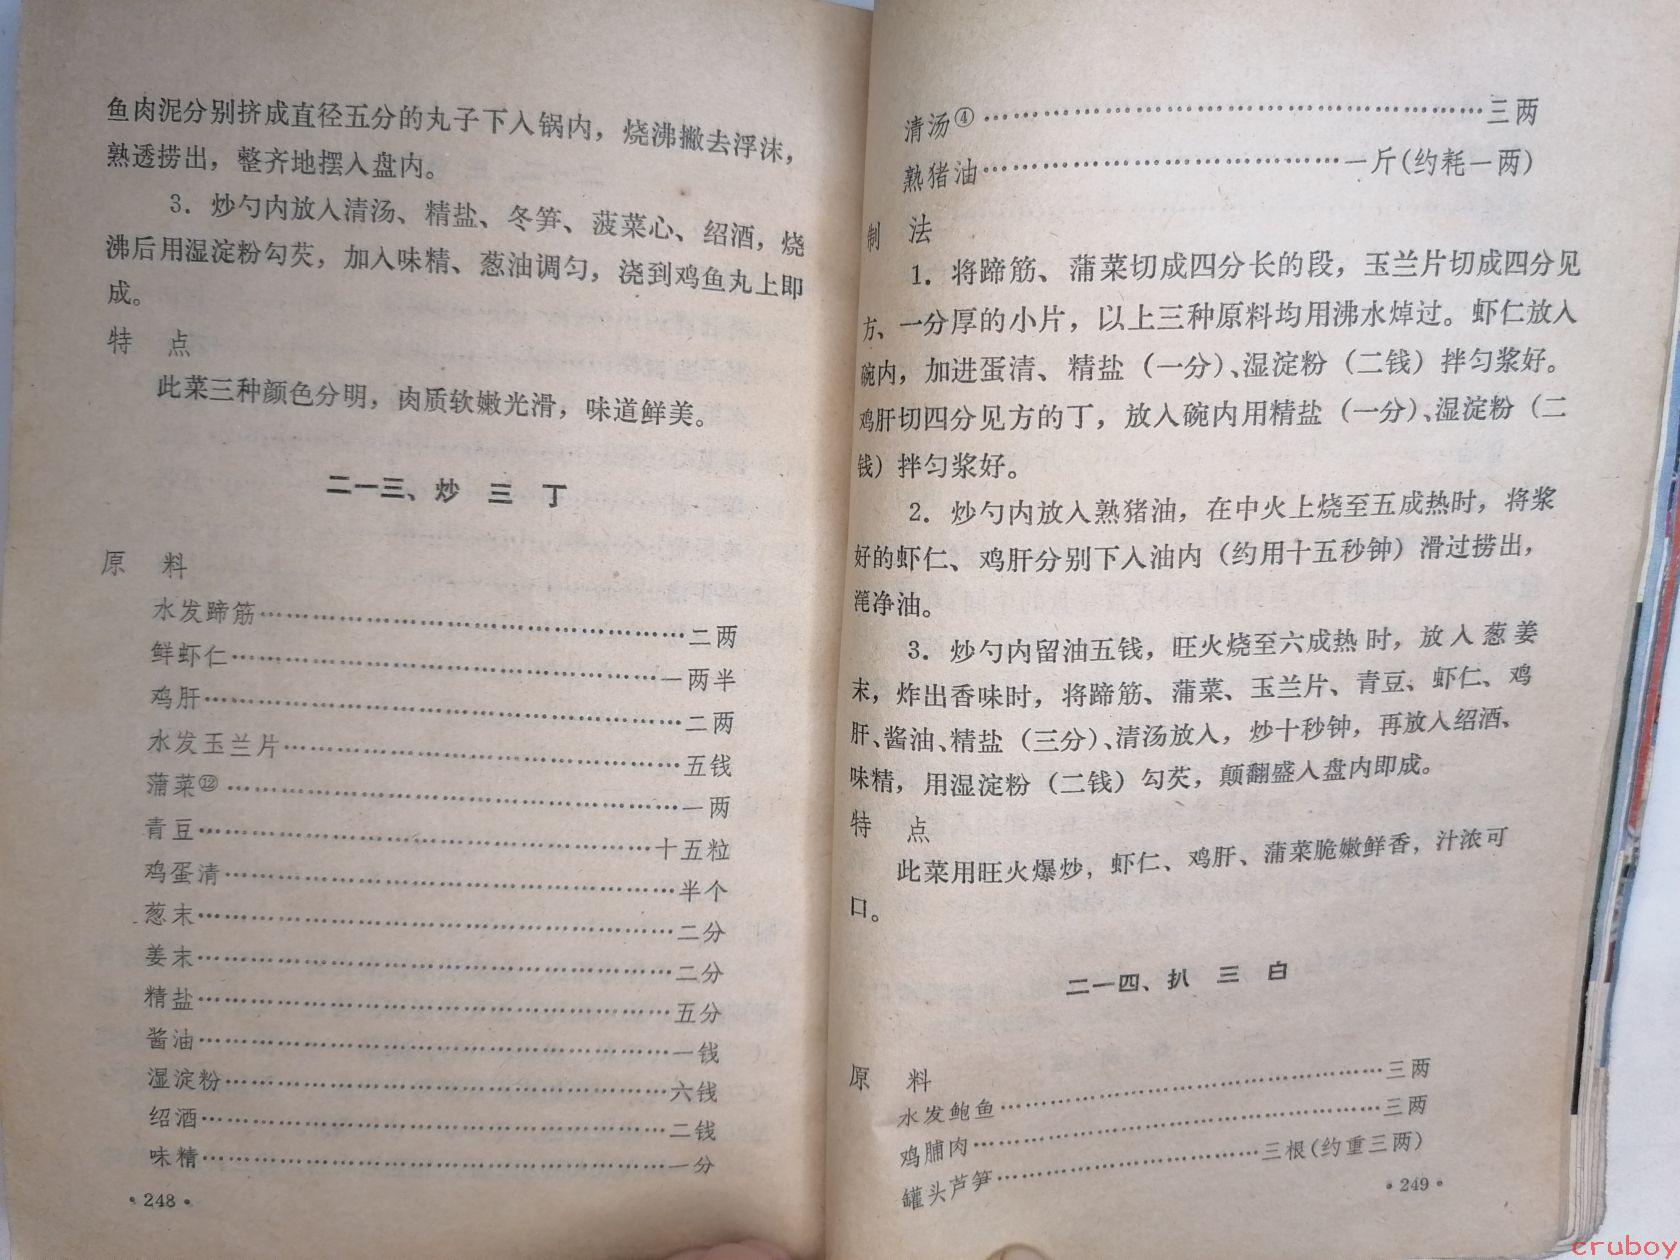 鱼肉泥分别挤成直径五分的丸子下入锅内，烧沸撇去浮沫，
熟透捞出，整齐地摆入盘内。
3．炒勺内放入清汤、精盐、冬笋、菠菜心、绍酒，烧
沸后用湿淀粉勾芡，加入味精、葱油调匀，浇到鸡鱼丸上即
成。
特　点
此菜三种颜色分明，肉质软嫩光滑，味道鲜美。
二一三、炒　三　丁
原　料
水发蹄筋……………………………………………二两
鲜虾仁……………………………………………一两半
鸡肝…………………………………………………二两
水发玉兰片…………………………………………五钱
蒲菜⑫………………………………………………一两
青豆………………………………………………十五粒
鸡蛋清………………………………………………半个
葱末…………………………………………………二分
姜末…………………………………………………二分
精盐…………………………………………………五分
酱油…………………………………………………一钱
湿淀粉………………………………………………六钱
绍酒…………………………………………………二钱
味精…………………………………………………一分
·248·
清汤④………………………………………………三两
熟猪油……………………………………一斤(约耗一两)
制　法
1．将蹄筋、蒲菜切成四分长的段，玉兰片切成四分见
方、一分厚的小片，以上三种原料均用沸水焯过。虾仁放入
碗内，加进蛋清、精盐（一分）、湿淀粉（二钱）拌匀浆好。
鸡肝切四分见方的丁，放入碗内用精盐（一分）、湿淀粉（二
钱）拌匀浆好。
2．炒勺内放入熟猪油，在中火上烧至五成热时，将浆
好的虾仁、鸡肝分别下入油内（约用十五秒钟）滑过捞出，
滗净油。
3．炒勺内留油五钱，旺火烧至六成热时，放入葱姜
末，炸出香味时，将蹄筋、蒲菜、玉兰片、青豆、虾仁、鸡
肝、酱油、精盐（三分）、清汤放入，炒十秒钟，再放入绍酒、
味精，用湿淀粉（二钱）勾芡，颠翻盛入盘内即成。
特　点
此菜用旺火爆炒，虾仁、鸡肝、蒲菜脆嫩鲜香，汁浓可
口。
二一四、扒　三　白
原　料
水发鲍鱼……………………………………………三两
鸡脯肉………………………………………………三两
罐头芦笋……………………………三根(约重三两)
·249·
cruboy